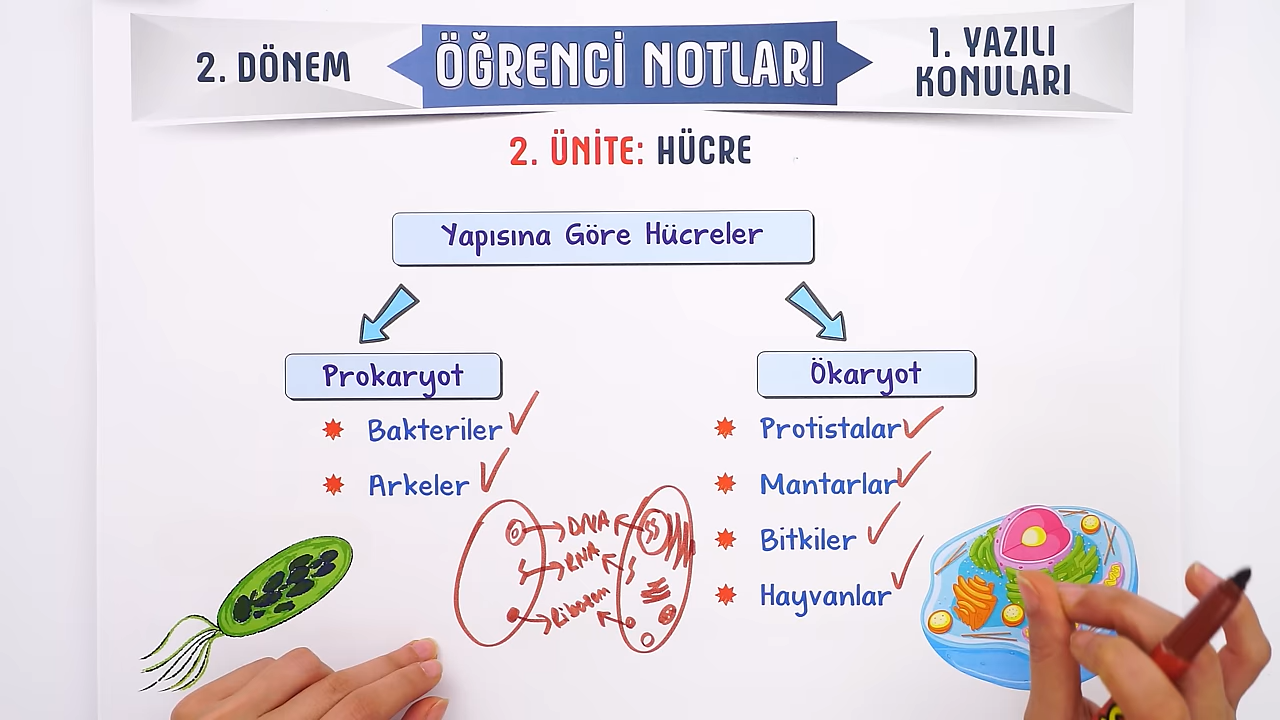 2. DÖNEM
ÖĞRENCİ NOTLARI
1. YAZILI
KONULARI
2. ÜNİTE: HÜCRE
Yapısına Göre Hücreler
Prokaryot
Bakteriler
Arkeler
Ökaryot
Protistalar
Mantarlar
Bitkiler
Hayvanlar
DNA
RNA
Ribozom